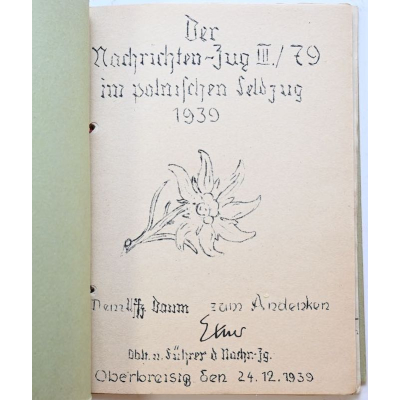 Der
Nachrichten-Zug III./79
im polnischen Feldzug
1939
Dem Uffz. Daum zum Andenken
Oblt. u. Führer d Nachr.-Zg.
Oberbreisig den 24.12.1939